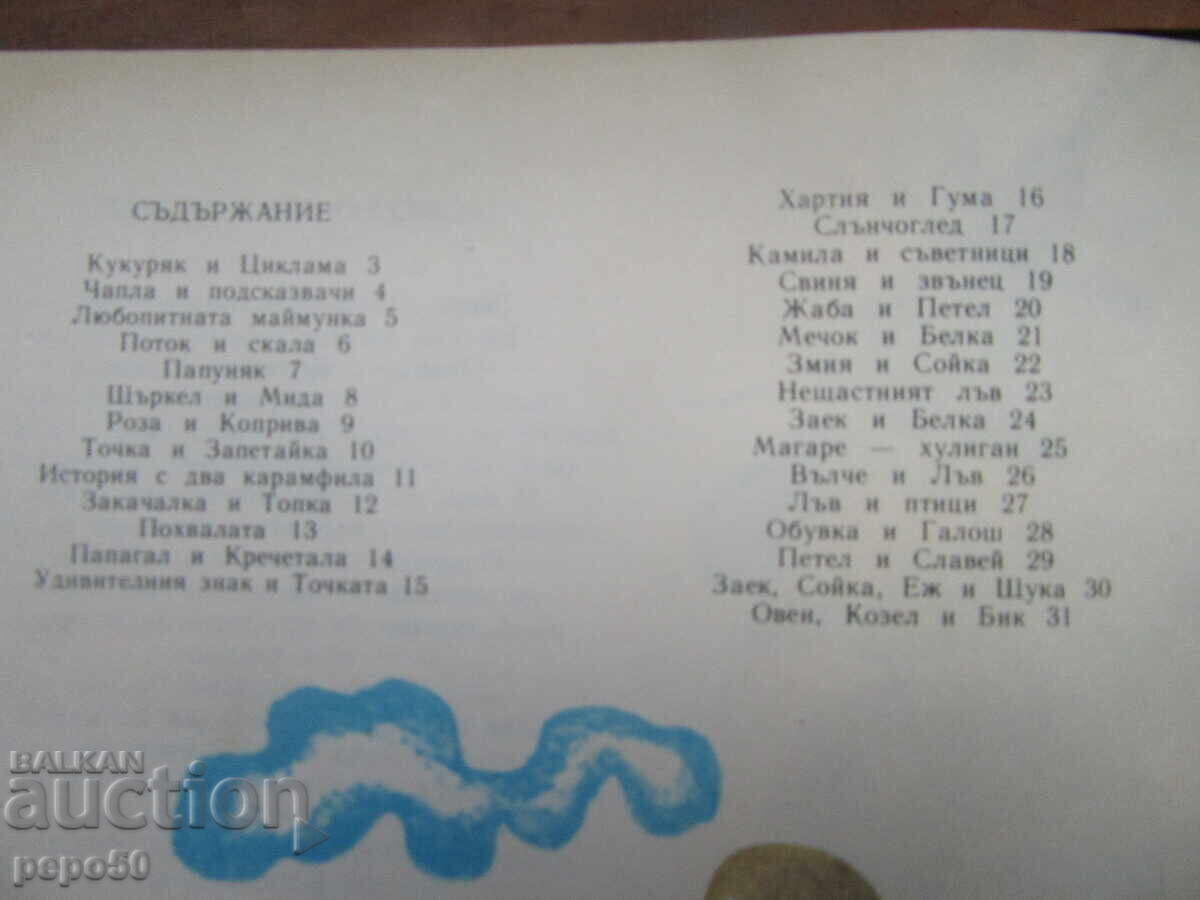 СЪДЪРЖАНИЕ
Кукуряк и Циклама 3
Чапла и подсказвачи 4
Любопитната маймунка 5
Поток и скала 6
Папуняк 7
Щъркел и Мида 8
Роза и Коприва 9
Точка и Запетайка 10
История с два карамфила 11
Закачалка и Топка 12
Похвалата 13
Папагал и Кречетала 14
Удивителния знак и Точката 15
Хартия и Гума 16
Слънчоглед 17
Камила и съветници 18
Свиня и звънец 19
Жаба и Петел 20
Мечок и Белка 21
Змия и Сойка 22
Нещастният лъв 23
Заек и Белка 24
Магаре — хулиган 25
Вълче и Лъв 26
Лъв и птици 27
Обувка и Галош 28
Петел и Славей 29
Заек, Сойка, Еж и Щука 30
Овен, Козел и Бик 31
BALKAN
auction
pepo50